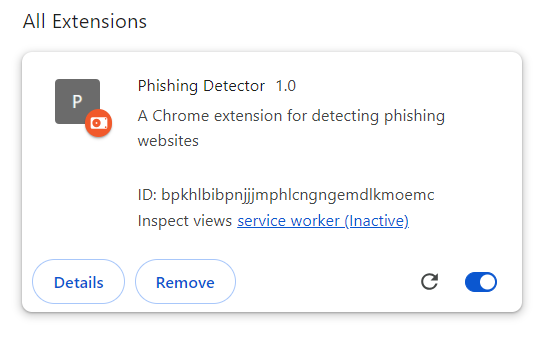 All Extensions
P
Phishing Detector 1.0
A Chrome extension for detecting phishing
websites
ID: bpkhlbibpnjjjmphlcngngemdlkmoemc
Inspect views service worker (Inactive)
Details
Remove